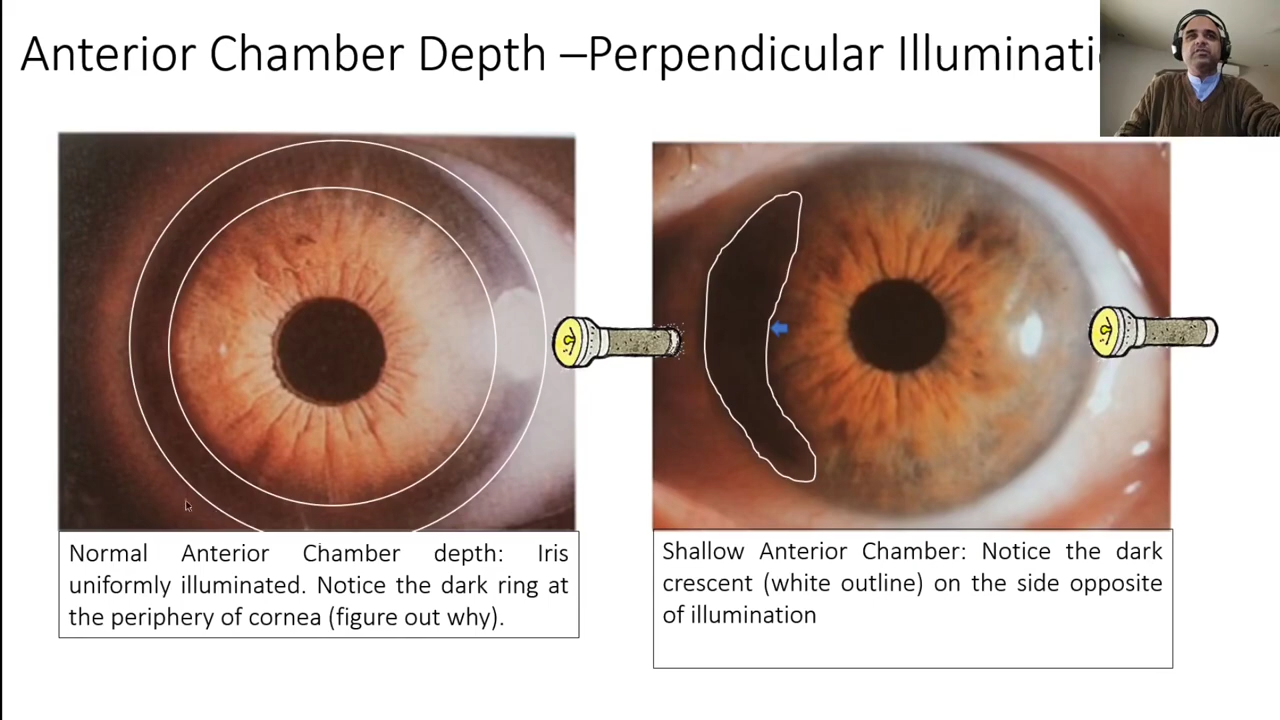 Anterior Chamber Depth –Perpendicular Illuminati
Normal Anterior Chamber depth: Iris
uniformly illuminated. Notice the dark ring at
the periphery of cornea (figure out why).
Shallow Anterior Chamber: Notice the dark
crescent (white outline) on the side opposite
of illumination